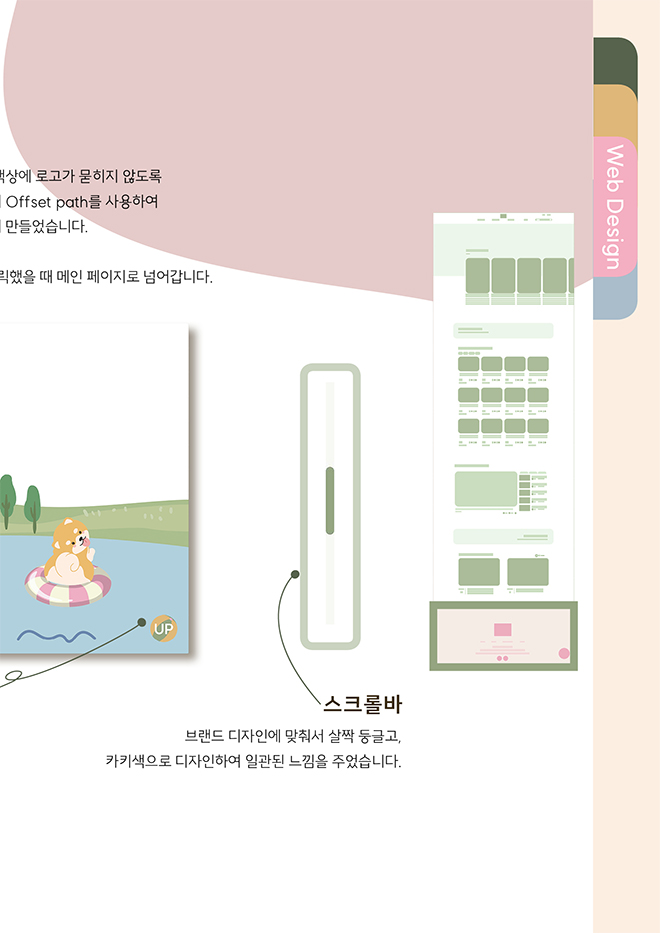 색상에 로고가 묻히지 않도록
Offset path를 사용하여
만들었습니다.
릭했을 때 메인 페이지로 넘어갑니다.
Web Design
UP
스크롤바
브랜드 디자인에 맞춰서 살짝 둥글고,
카키색으로 디자인하여 일관된 느낌을 주었습니다.